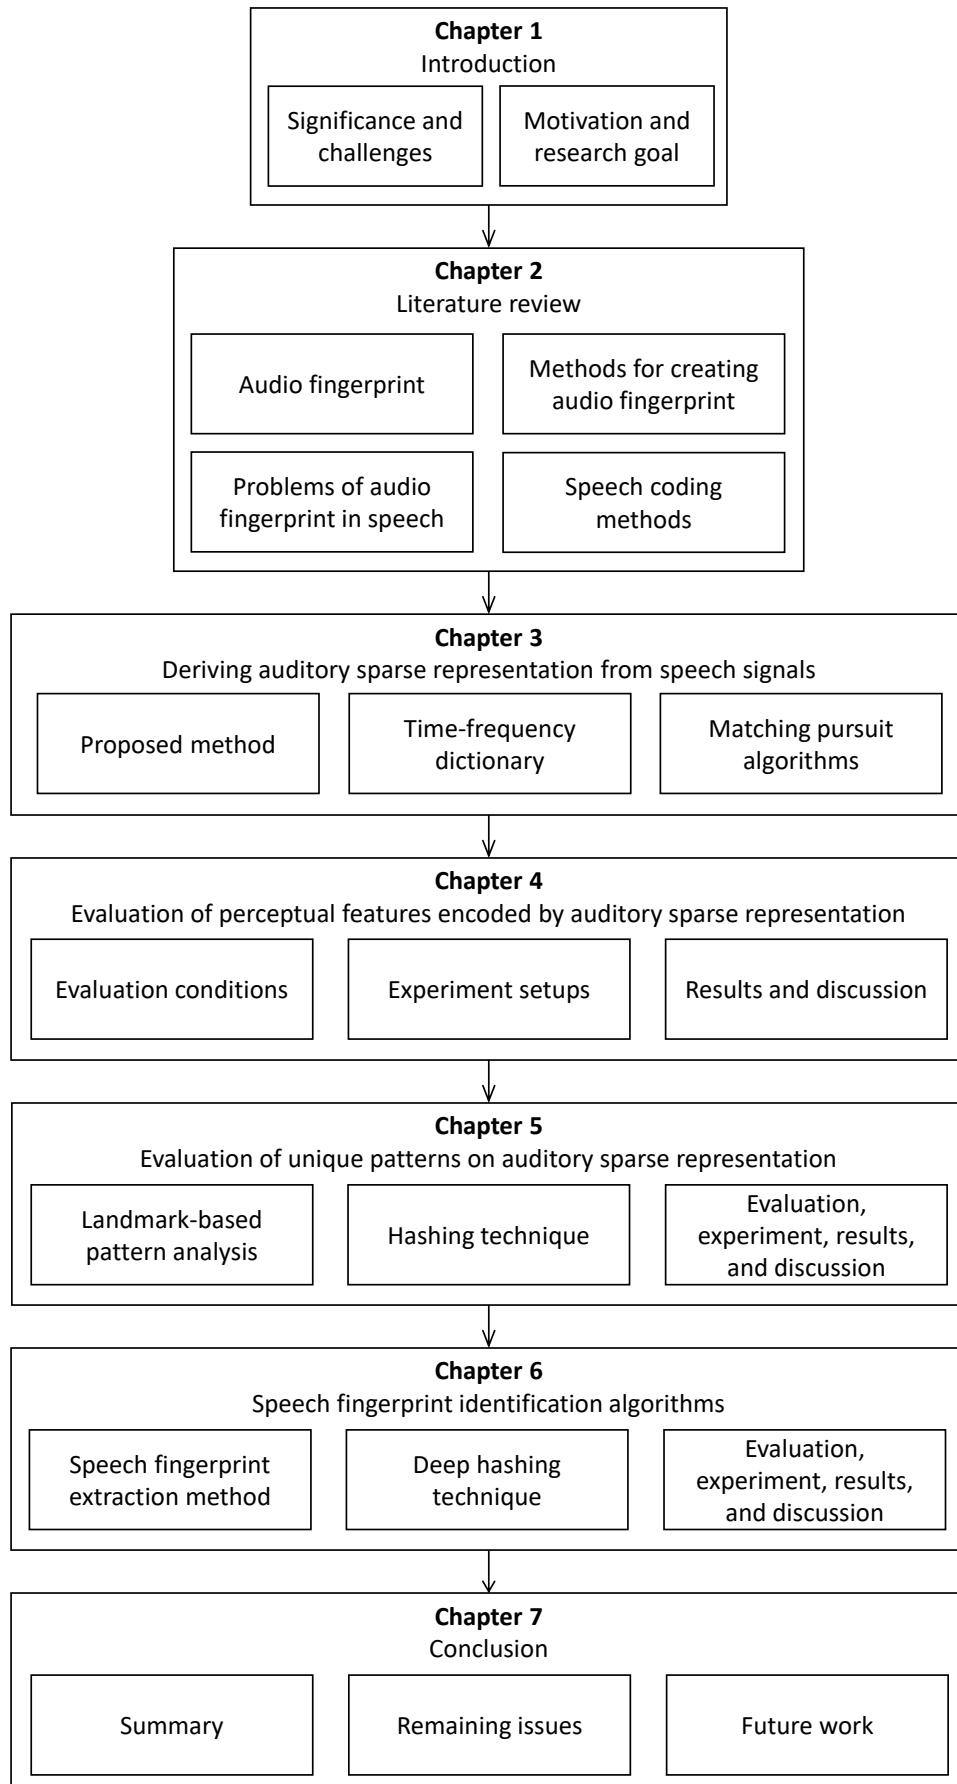 Chapter 1
Introduction
Significance and
challenges
Motivation and
research goal
Chapter 2
Literature review
Audio fingerprint
Methods for creating
audio fingerprint
Problems of audio
fingerprint in speech
Speech coding
methods
Chapter 3
Deriving auditory sparse representation from speech signals
Proposed method
Time-frequency
dictionary
Matching pursuit
algorithms
Chapter 4
Evaluation of perceptual features encoded by auditory sparse representation
Evaluation conditions
Experiment setups
Results and discussion
Chapter 5
Evaluation of unique patterns on auditory sparse representation
Landmark-based
pattern analysis
Hashing technique
Evaluation,
experiment, results,
and discussion
Chapter 6
Speech fingerprint identification algorithms
Speech fingerprint
extraction method
Deep hashing
technique
Evaluation,
experiment, results,
and discussion
Chapter 7
Conclusion
Summary
Remaining issues
Future work